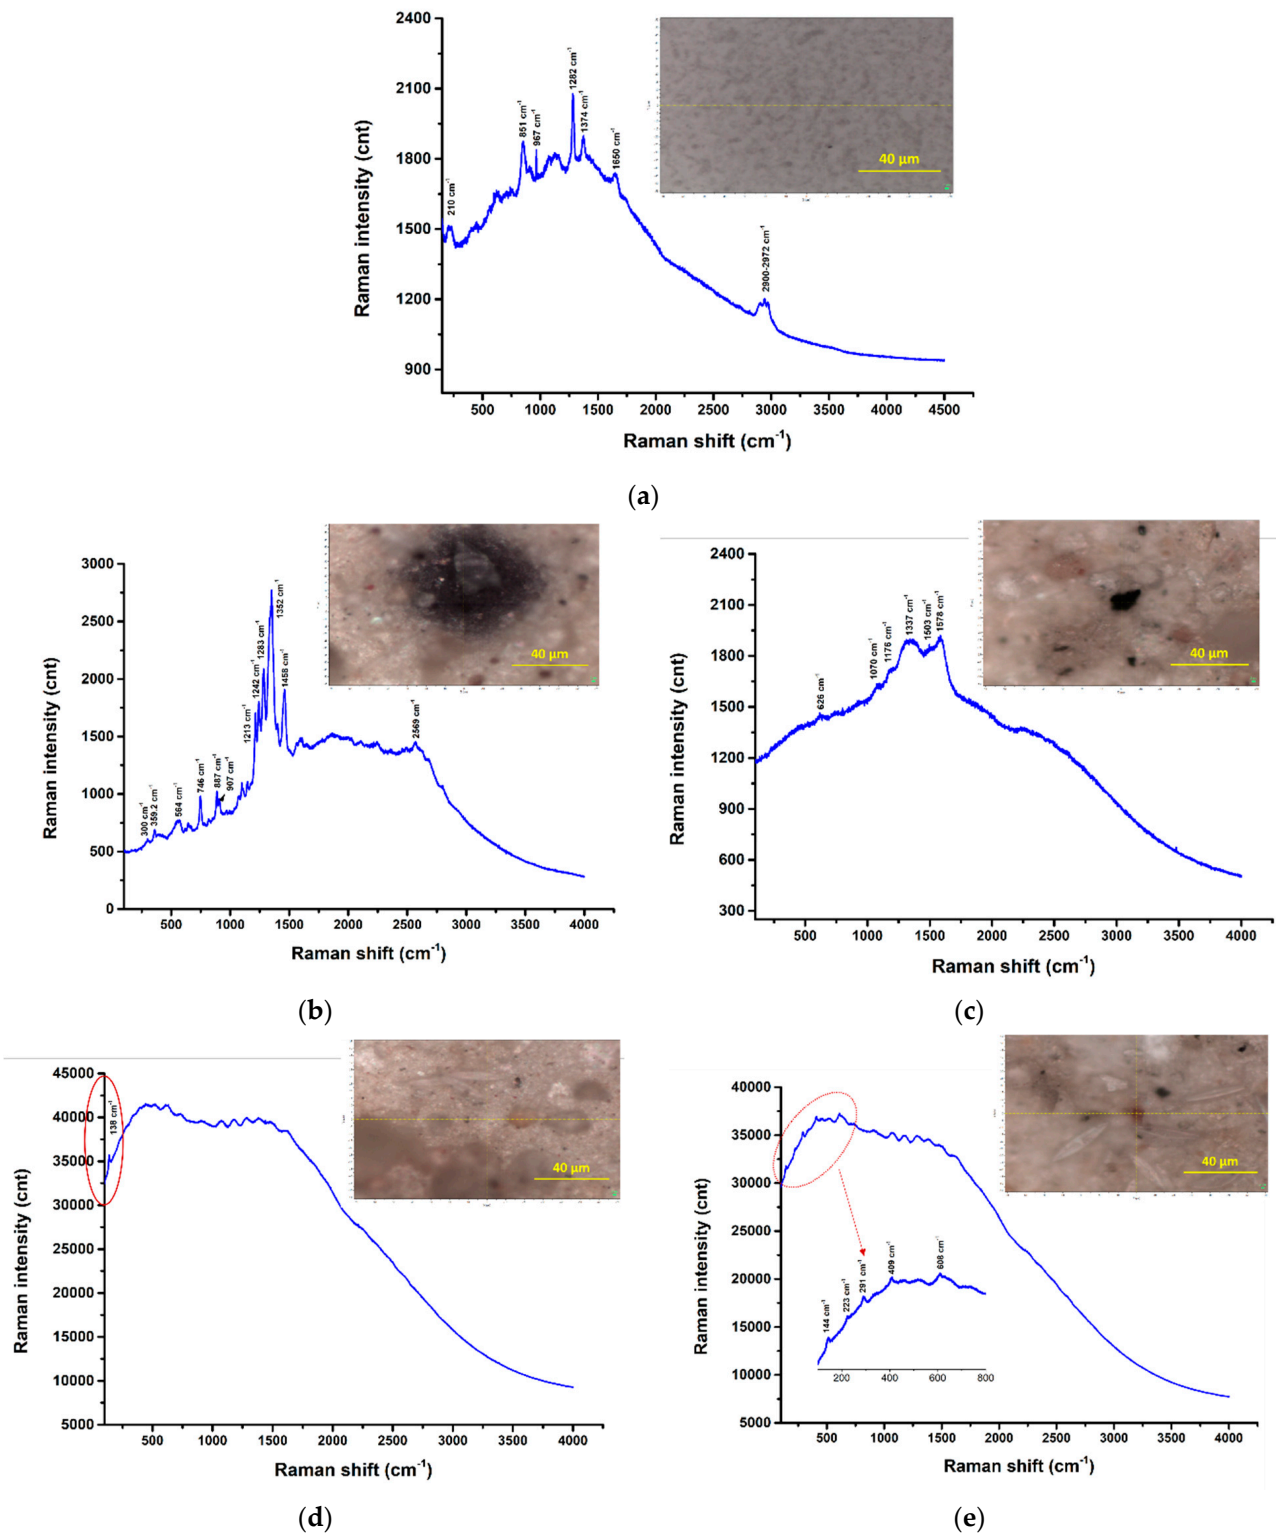 2400
2100
1800
1500
1200
900
Raman intensity (cnt)
210 cm⁻¹
851 cm⁻¹
967 cm⁻¹
1282 cm⁻¹
1374 cm⁻¹
1650 cm⁻¹
2900-2972 cm⁻¹
40 µm
500 1000 1500 2000 2500 3000 3500 4000 4500
Raman shift (cm⁻¹)
(a)
3000
2500
2000
1500
1000
500
0
Raman intensity (cnt)
300 cm⁻¹
359.2 cm⁻¹
564 cm⁻¹
746 cm⁻¹
887 cm⁻¹
907 cm⁻¹
1213 cm⁻¹
1242 cm⁻¹
1283 cm⁻¹
1352 cm⁻¹
1458 cm⁻¹
2569 cm⁻¹
40 µm
500 1000 1500 2000 2500 3000 3500 4000
Raman shift (cm⁻¹)
(b)
2400
2100
1800
1500
1200
900
600
300
Raman intensity (cnt)
626 cm⁻¹
1070 cm⁻¹
1176 cm⁻¹
1337 cm⁻¹
1503 cm⁻¹
1578 cm⁻¹
40 µm
500 1000 1500 2000 2500 3000 3500 4000
Raman shift (cm⁻¹)
(c)
45000
40000
35000
30000
25000
20000
15000
10000
5000
Raman intensity (cnt)
138 cm⁻¹
40 µm
500 1000 1500 2000 2500 3000 3500 4000
Raman shift (cm⁻¹)
(d)
40000
35000
30000
25000
20000
15000
10000
5000
Raman intensity (cnt)
144 cm⁻¹
223 cm⁻¹
291 cm⁻¹
409 cm⁻¹
608 cm⁻¹
200 400 600 800
40 µm
500 1000 1500 2000 2500 3000 3500 4000
Raman shift (cm⁻¹)
(e)